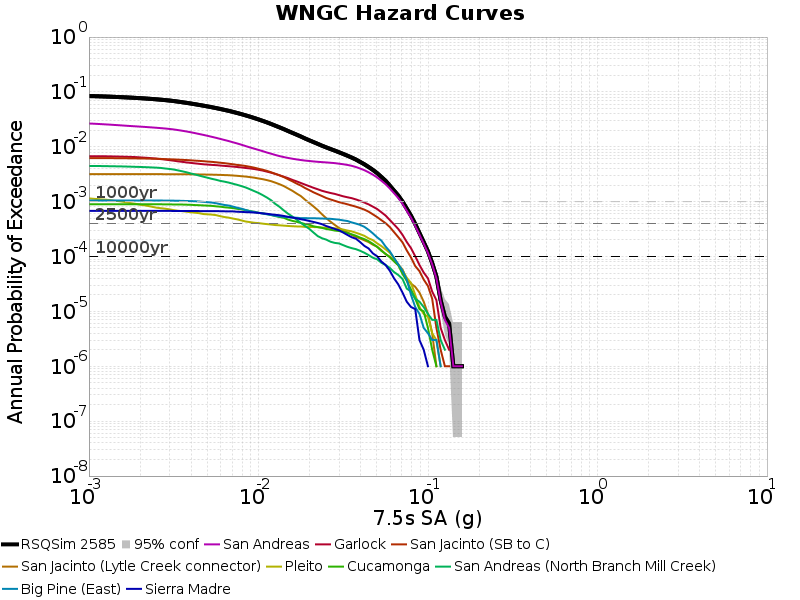 WNGC Hazard Curves
Annual Probability of Exceedance
10^0
10^-1
10^-2
10^-3
10^-4
10^-5
10^-6
10^-7
10^-8
1000yr
2500yr
10000yr
10^-3 10^-2 10^-1 10^0 10^1
7.5s SA (g)
RSQSim 2585 95% conf San Andreas Garlock San Jacinto (SB to C)
San Jacinto (Lytle Creek connector) Pleito Cucamonga San Andreas (North Branch Mill Creek)
Big Pine (East) Sierra Madre